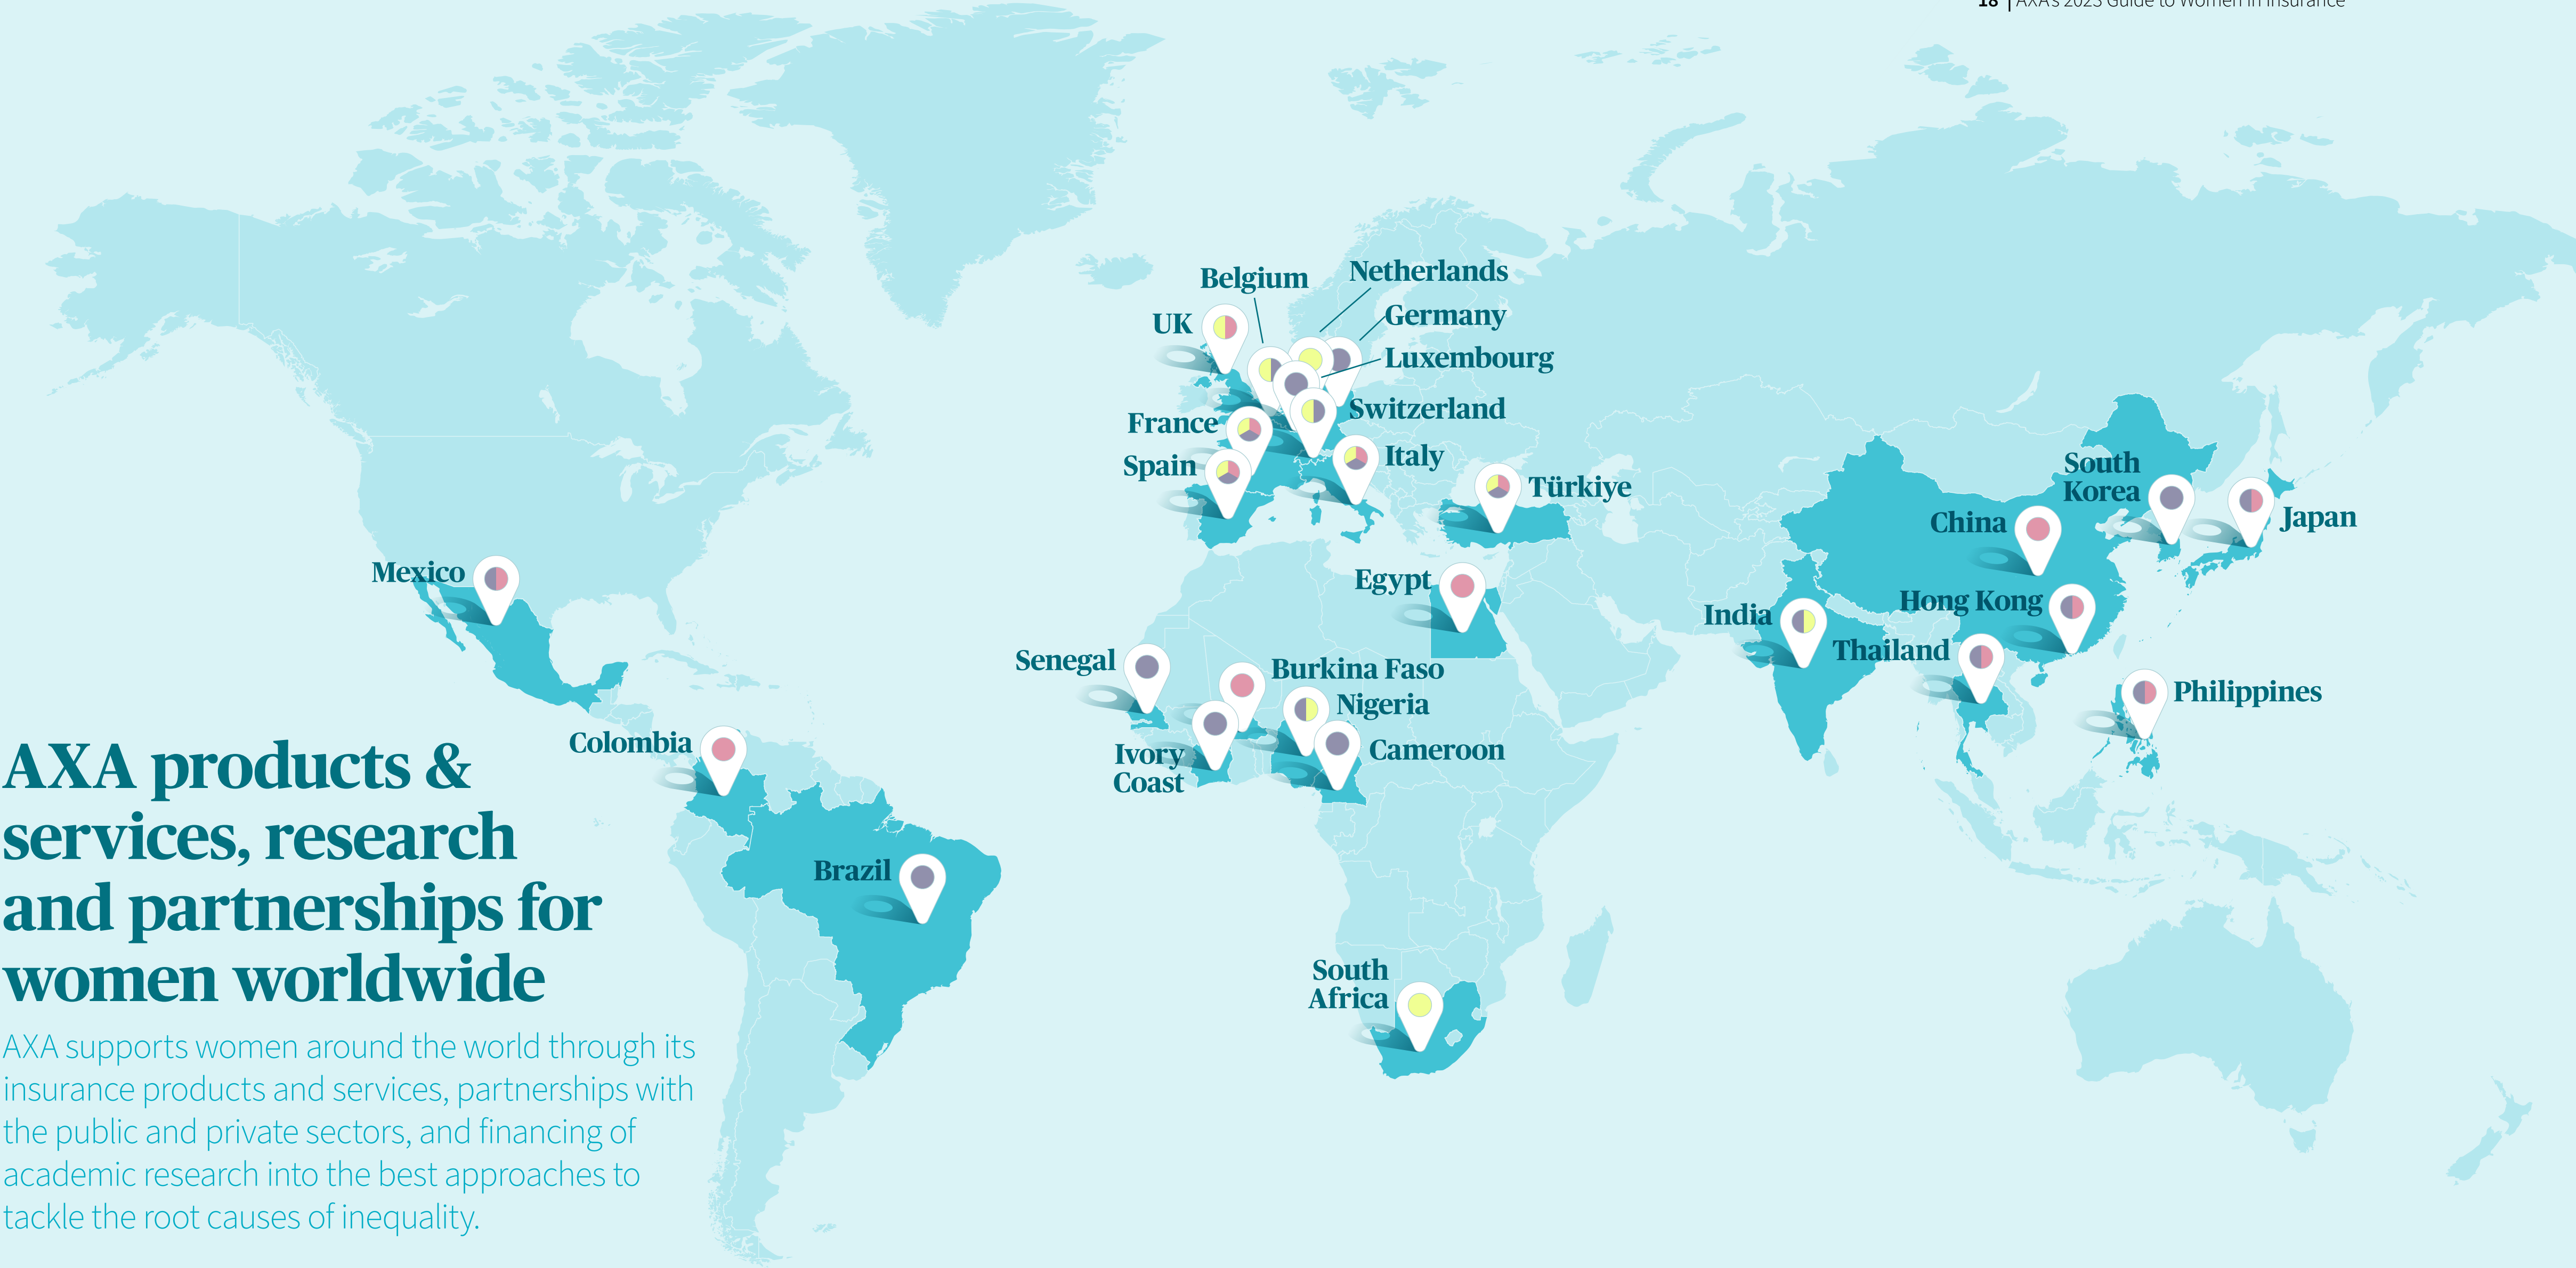 18 | AXA's 2023 Guide to Women in Insurance
Belgium
Netherlands
UK
Germany
Luxembourg
France
Switzerland
Spain
Italy
Türkiye
South
Korea
China
Japan
Mexico
Egypt
Hong Kong
India
Thailand
Senegal
Burkina Faso
Nigeria
Philippines
Colombia
Ivory
Coast
Cameroon
Brazil
South
Africa
AXA products &
services, research
and partnerships for
women worldwide
AXA supports women around the world through its
insurance products and services, partnerships with
the public and private sectors, and financing of
academic research into the best approaches to
tackle the root causes of inequality.